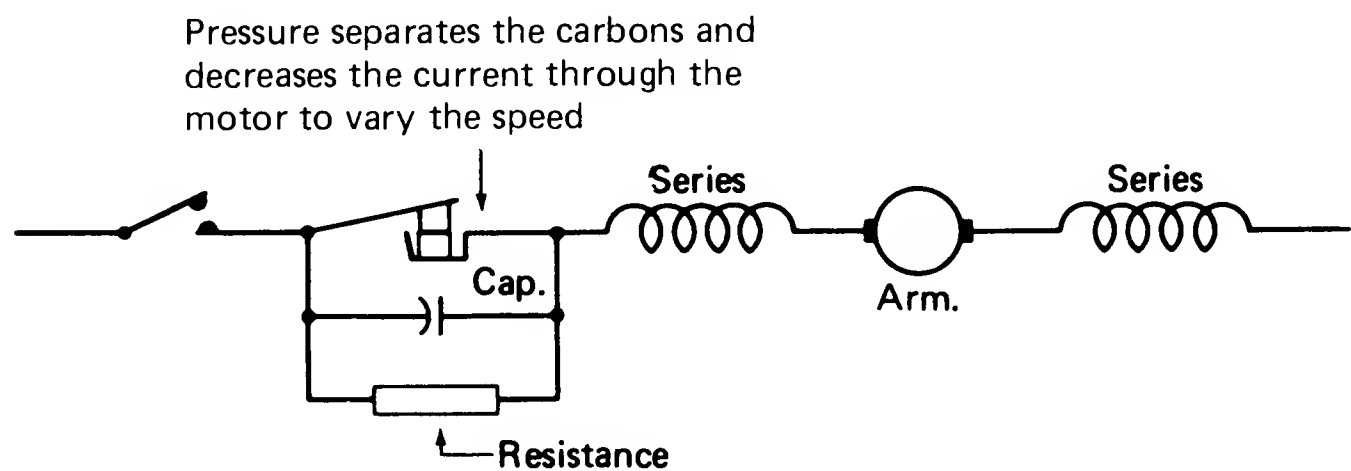 Pressure separates the carbons and
decreases the current through the
motor to vary the speed
Series
Series
Cap.
Arm.
Resistance